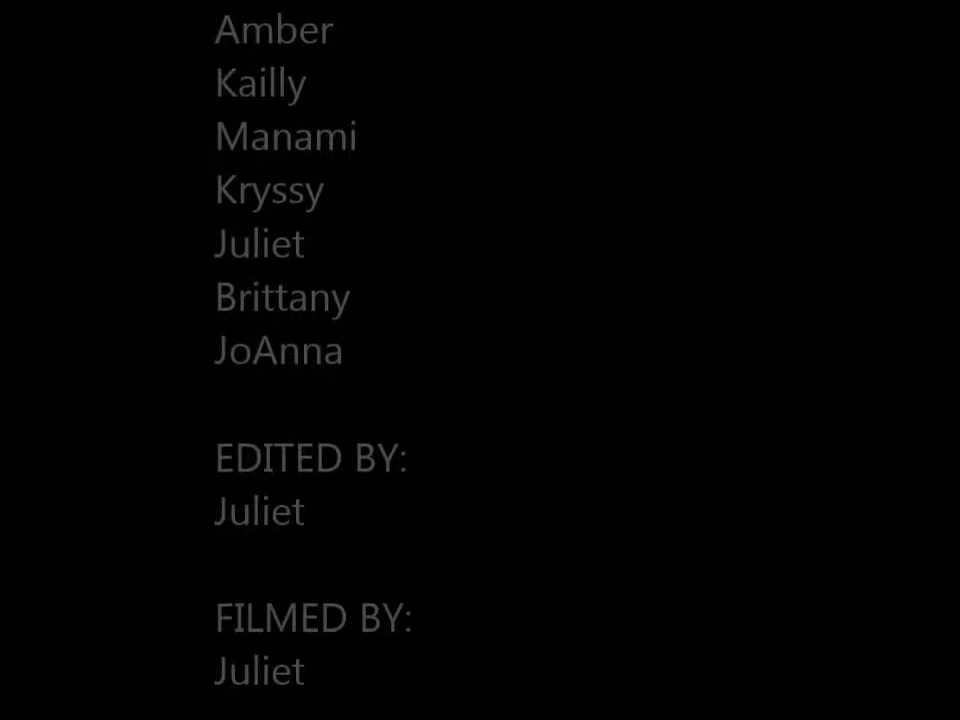 Amber
Kailly
Manami
Kryssy
Juliet
Brittany
JoAnna
EDITED BY:
Juliet
FILMED BY:
Juliet